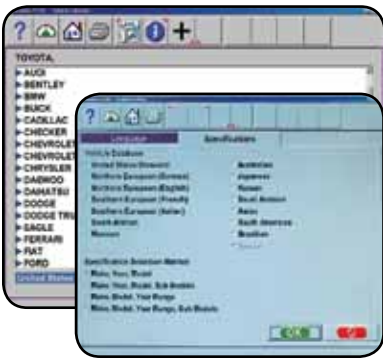 TOYOTA
AUDI
BENTLEY
BMW
BUICK
CADILLAC
CHECKER
CHEVROLET
CHEVROLET
CHRYSLER
DAEWOO
DAIHATSU
DODGE
DODGE TRU
EAGLE
FERRARI
FIAT
FORD
United States
Language
Specifications
Vehicle Database
United States (Domestic)
Northern European (German)
Northern European (English)
Southern European (French)
Southern European (Italian)
South African
Mexican
Australian
Japanese
Korean
Saudi Arabian
Asian
South American
Brazilian
Specification Selection Method
Make, Year, Model
Make, Year, Model, Sub Models
Make, Model, Year Range
Make, Model, Year Range, Sub Models
OK